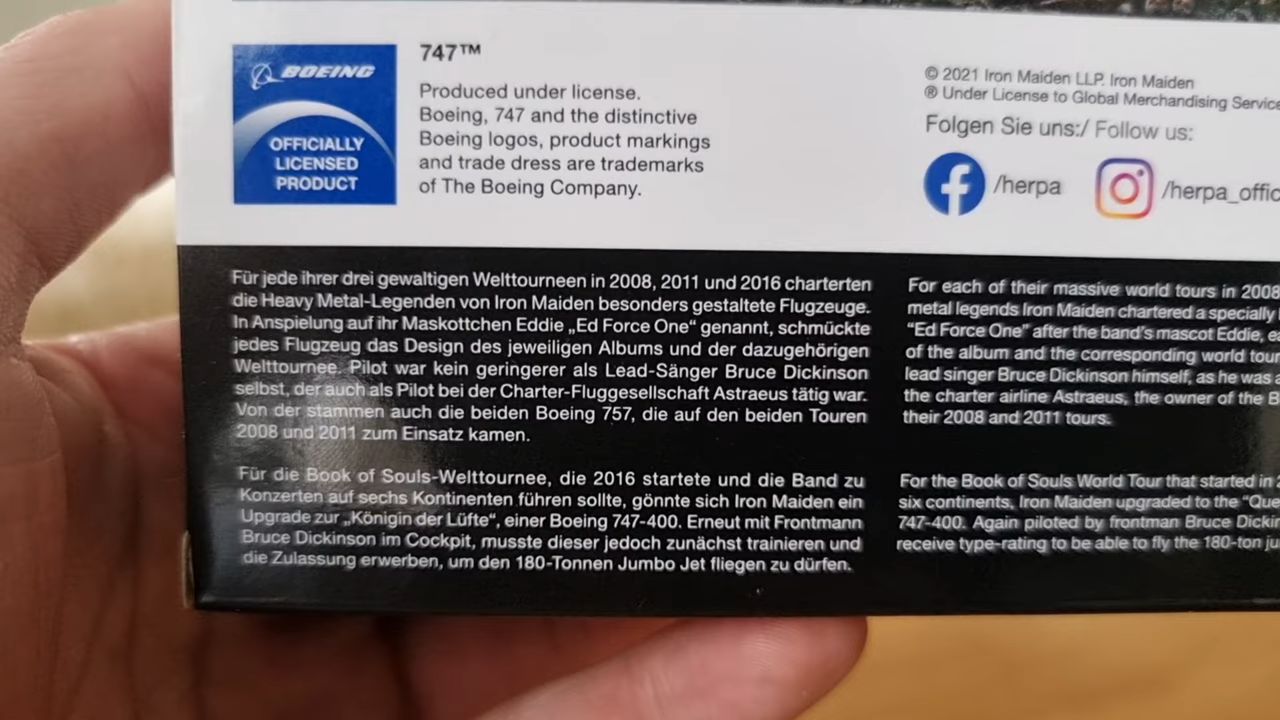 BOEING
OFFICIALLY
LICENSED
PRODUCT
747™
Produced under license.
Boeing, 747 and the distinctive
Boeing logos, product markings
and trade dress are trademarks
of The Boeing Company.
© 2021 Iron Maiden LLP. Iron Maiden
® Under License to Global Merchandising Service
Folgen Sie uns:/ Follow us:
/herpa
/herpa_offic
Für jede ihrer drei gewaltigen Welttourneen in 2008, 2011 und 2016 charterten
die Heavy Metal-Legenden von Iron Maiden besonders gestaltete Flugzeuge.
In Anspielung auf ihr Maskottchen Eddie „Ed Force One“ genannt, schmückte
jedes Flugzeug das Design des jeweiligen Albums und der dazugehörigen
Welttournee. Pilot war kein geringerer als Lead-Sänger Bruce Dickinson
selbst, der auch als Pilot bei der Charter-Fluggesellschaft Astraeus tätig war.
Von der stammen auch die beiden Boeing 757, die auf den beiden Touren
2008 und 2011 zum Einsatz kamen.
Für die Book of Souls-Welttournee, die 2016 startete und die Band zu
Konzerten auf sechs Kontinenten führen sollte, gönnte sich Iron Maiden ein
Upgrade zur „Königin der Lüfte“, einer Boeing 747-400. Erneut mit Frontmann
Bruce Dickinson im Cockpit, musste dieser jedoch zunächst trainieren und
die Zulassung erwerben, um den 180-Tonnen Jumbo Jet fliegen zu dürfen.
For each of their massive world tours in 2008
metal legends Iron Maiden chartered a specially
“Ed Force One” after the band's mascot Eddie, ea
of the album and the corresponding world tour
lead singer Bruce Dickinson himself, as he was a
the charter airline Astraeus, the owner of the B
their 2008 and 2011 tours.
For the Book of Souls World Tour that started in 2
six continents, Iron Maiden upgraded to the “Que
747-400. Again piloted by frontman Bruce Dickin
receive type-rating to be able to fly the 180-ton ju